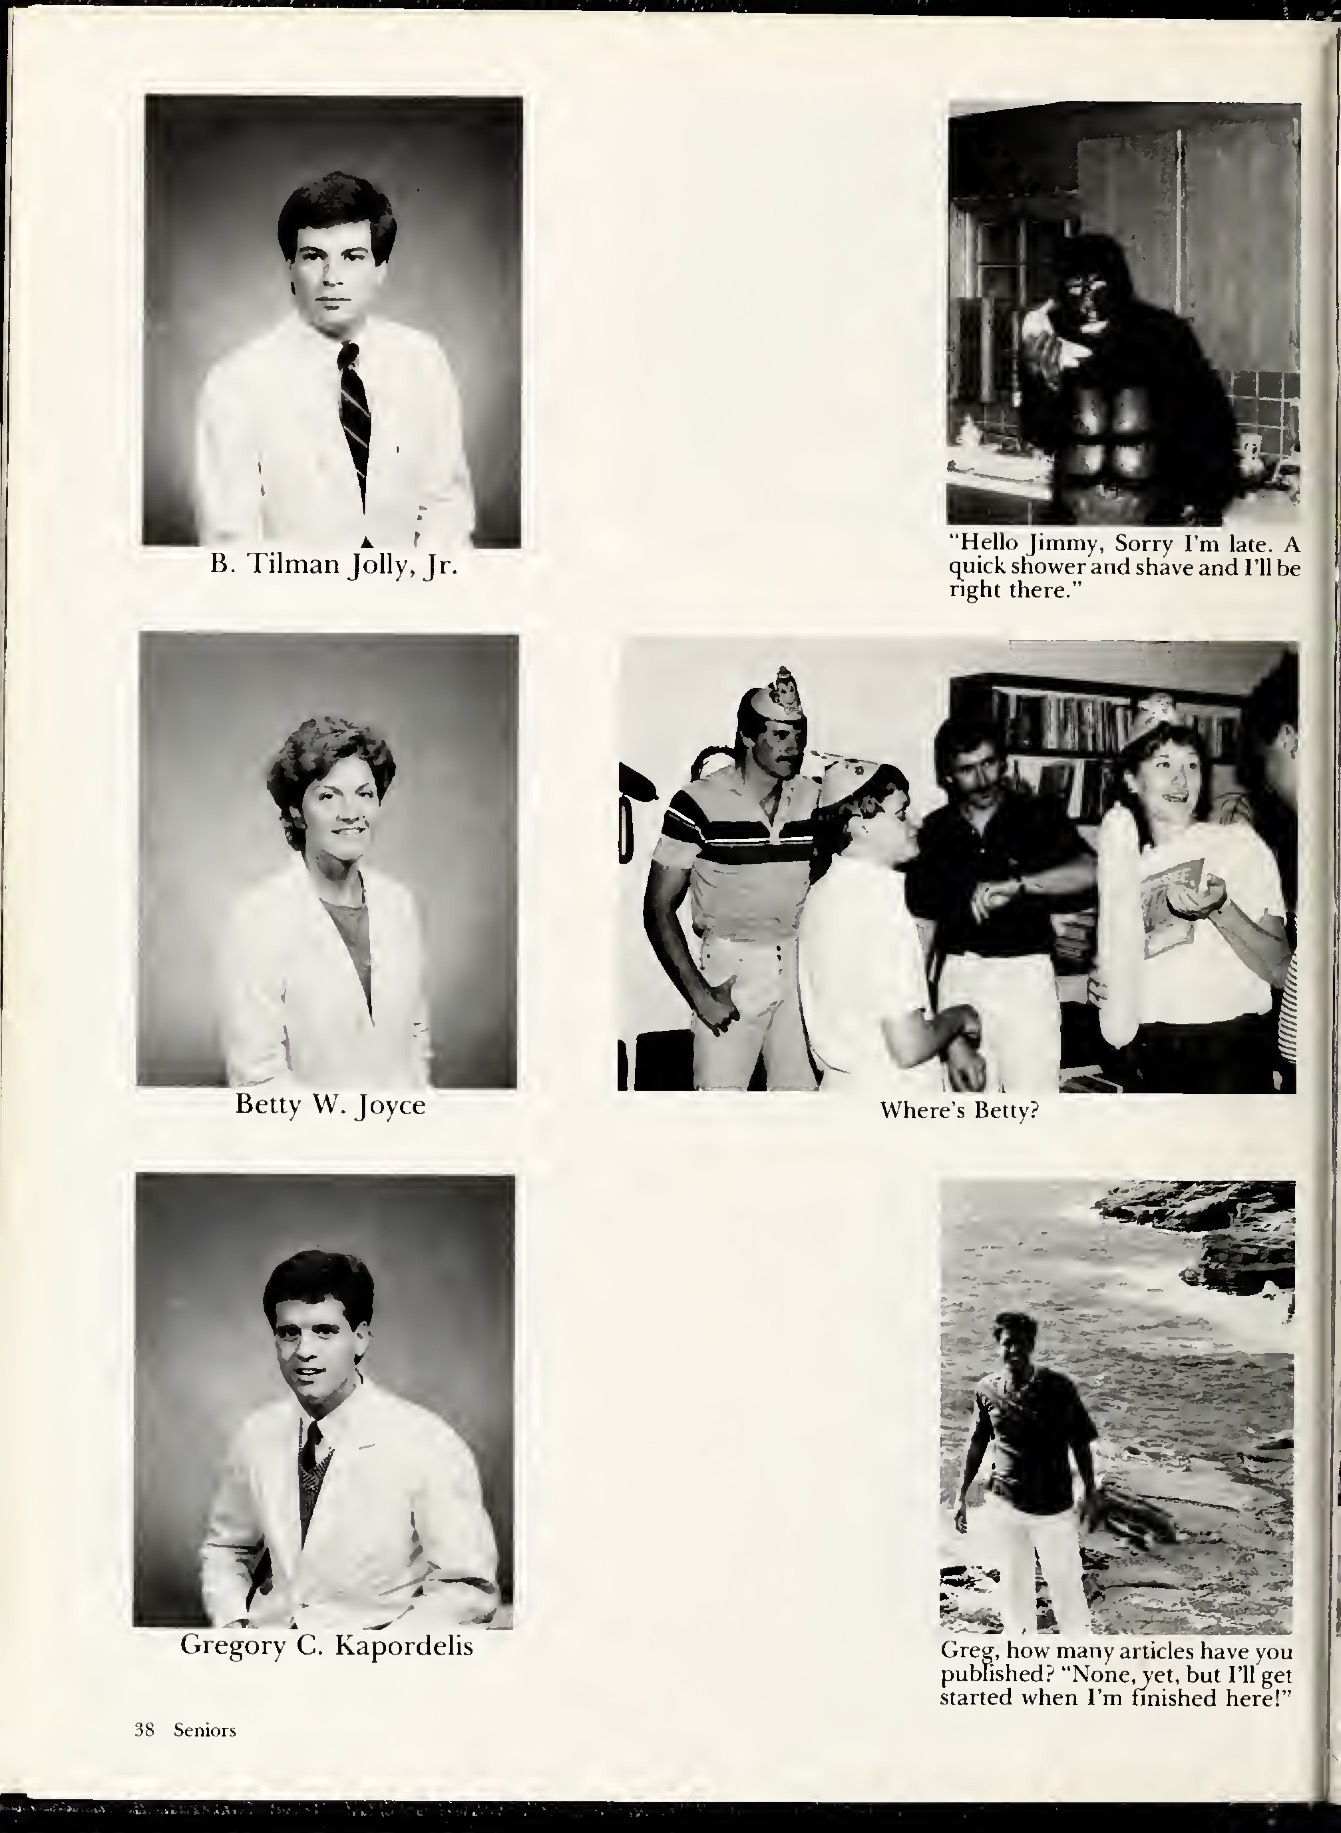 B. Tilman Jolly, Jr.
"Hello Jimmy, Sorry I'm late. A
quick shower and shave and I'll be
right there."
Betty W. Joyce
Where's Betty?
Gregory C. Kapordelis
Greg, how many articles have you
published? "None, yet, but I'll get
started when I'm finished here!"
38 Seniors